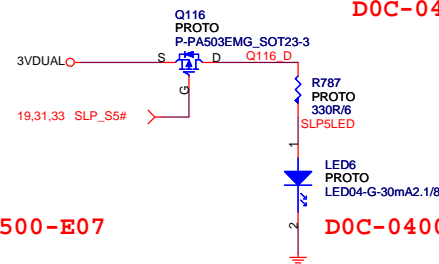 D0C-04
Q116
PROTO
P-PA503EMG_SOT23-3
3VDUAL
S
D
Q116_D
G
19,31,33 SLP_S5#
R787
PROTO
330R/6
SLP5LED
1
LED6
PROTO
LED04-G-30mA2.1/8
2
500-E07
D0C-0400